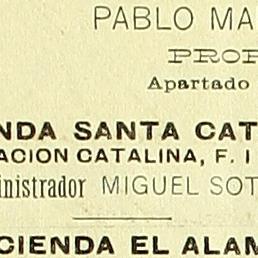 PABLO MA
PROP
Apartado
NDA SANTA CAT
ACION CATALINA, F. I
inistrador MIGUEL SOT
CIENDA EL ALAM